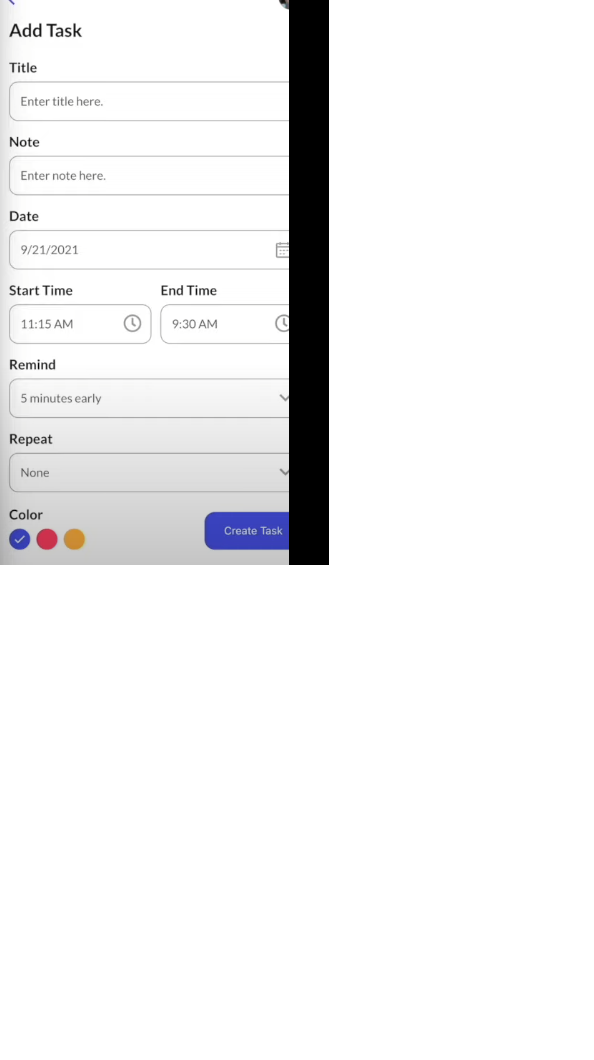 Add Task
Title
Enter title here.
Note
Enter note here.
Date
9/21/2021
Start Time End Time
11:15 AM 9:30 AM
Remind
5 minutes early
Repeat
None
Color
Create Task